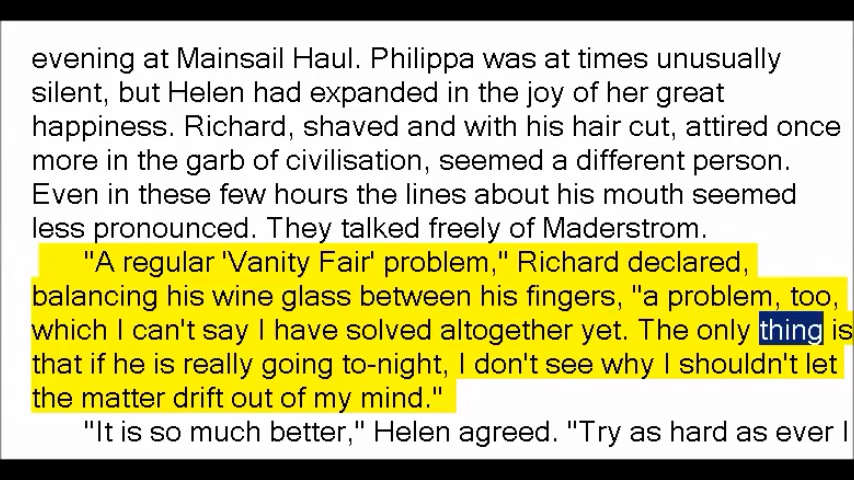 evening at Mainsail Haul. Philippa was at times unusually
silent, but Helen had expanded in the joy of her great
happiness. Richard, shaved and with his hair cut, attired once
more in the garb of civilisation, seemed a different person.
Even in these few hours the lines about his mouth seemed
less pronounced. They talked freely of Maderstrom.
"A regular 'Vanity Fair' problem," Richard declared,
balancing his wine glass between his fingers, "a problem, too,
which I can't say I have solved altogether yet. The only thing is
that if he is really going to-night, I don't see why I shouldn't let
the matter drift out of my mind."
"It is so much better," Helen agreed. "Try as hard as ever I